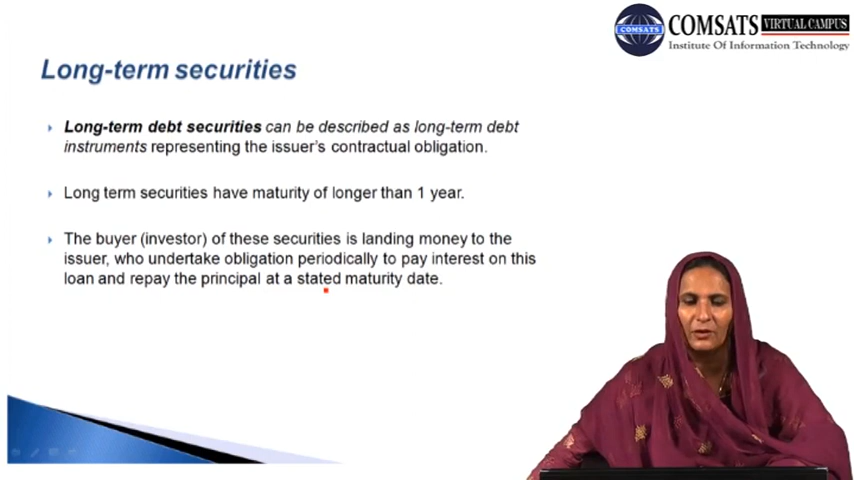 COMSATS VIRTUAL CAMPUS
COMSATS
Institute Of Information Technology
Long-term securities
Long-term debt securities can be described as long-term debt
instruments representing the issuer's contractual obligation.
Long term securities have maturity of longer than 1 year.
The buyer (investor) of these securities is landing money to the
issuer, who undertake obligation periodically to pay interest on this
loan and repay the principal at a stated maturity date.